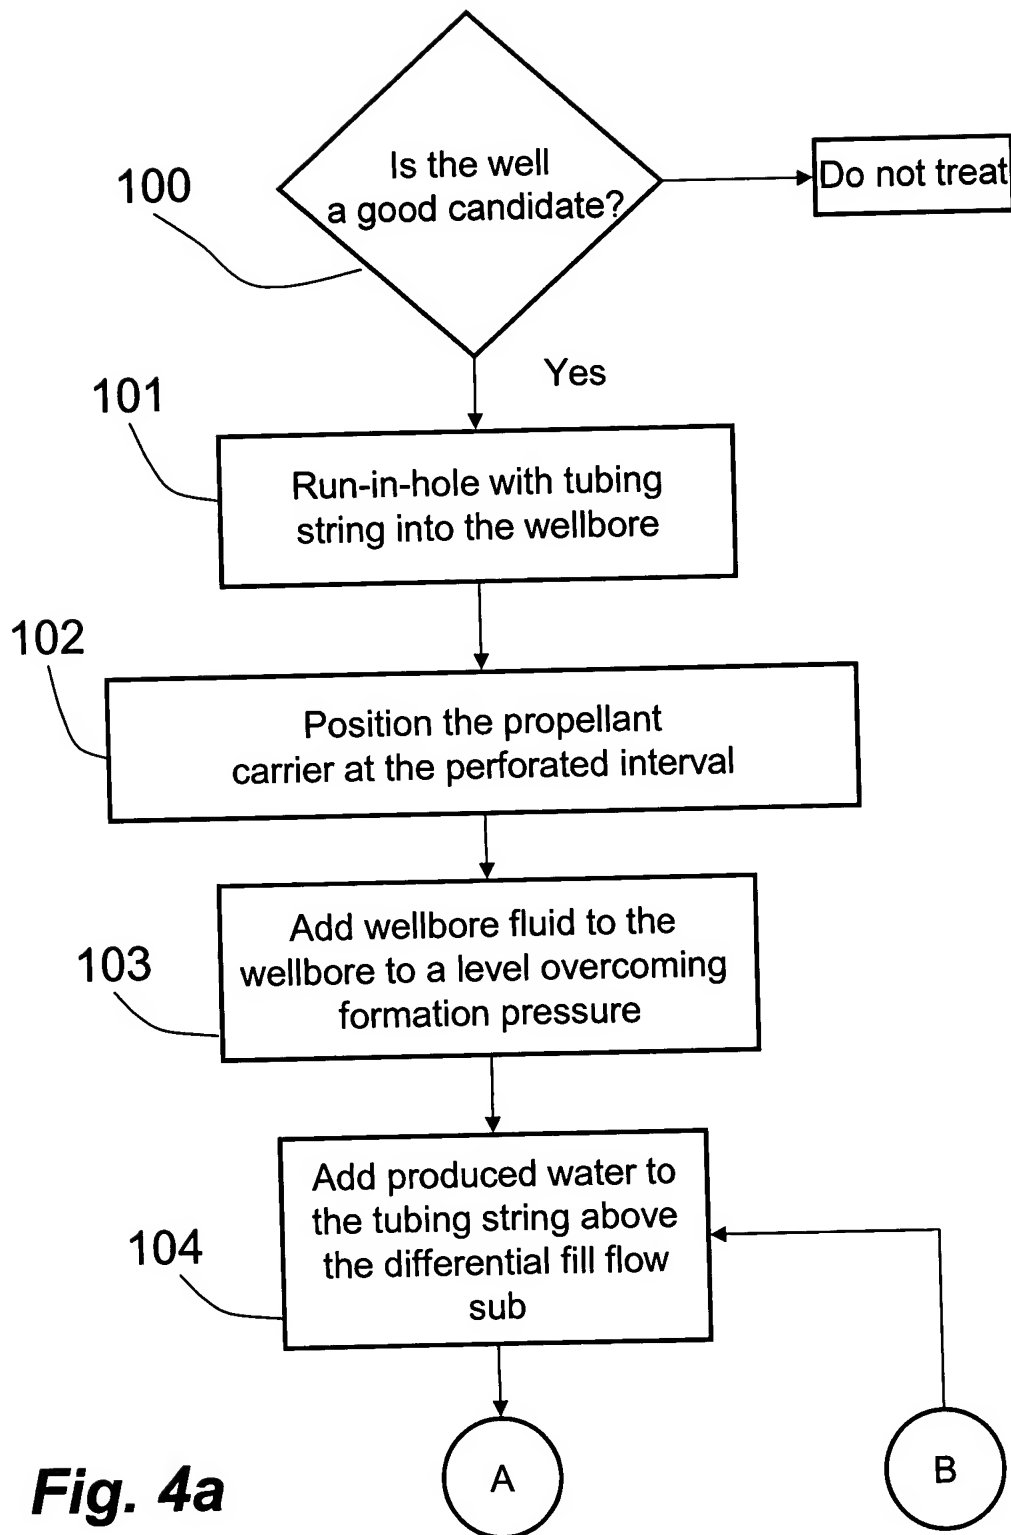 Is the well
a good candidate?
100
Do not treat
Yes
101
Run-in-hole with tubing
string into the wellbore
102
Position the propellant
carrier at the perforated interval
103
Add wellbore fluid to the
wellbore to a level overcoming
formation pressure
104
Add produced water to
the tubing string above
the differential fill flow
sub
A
B
Fig. 4a